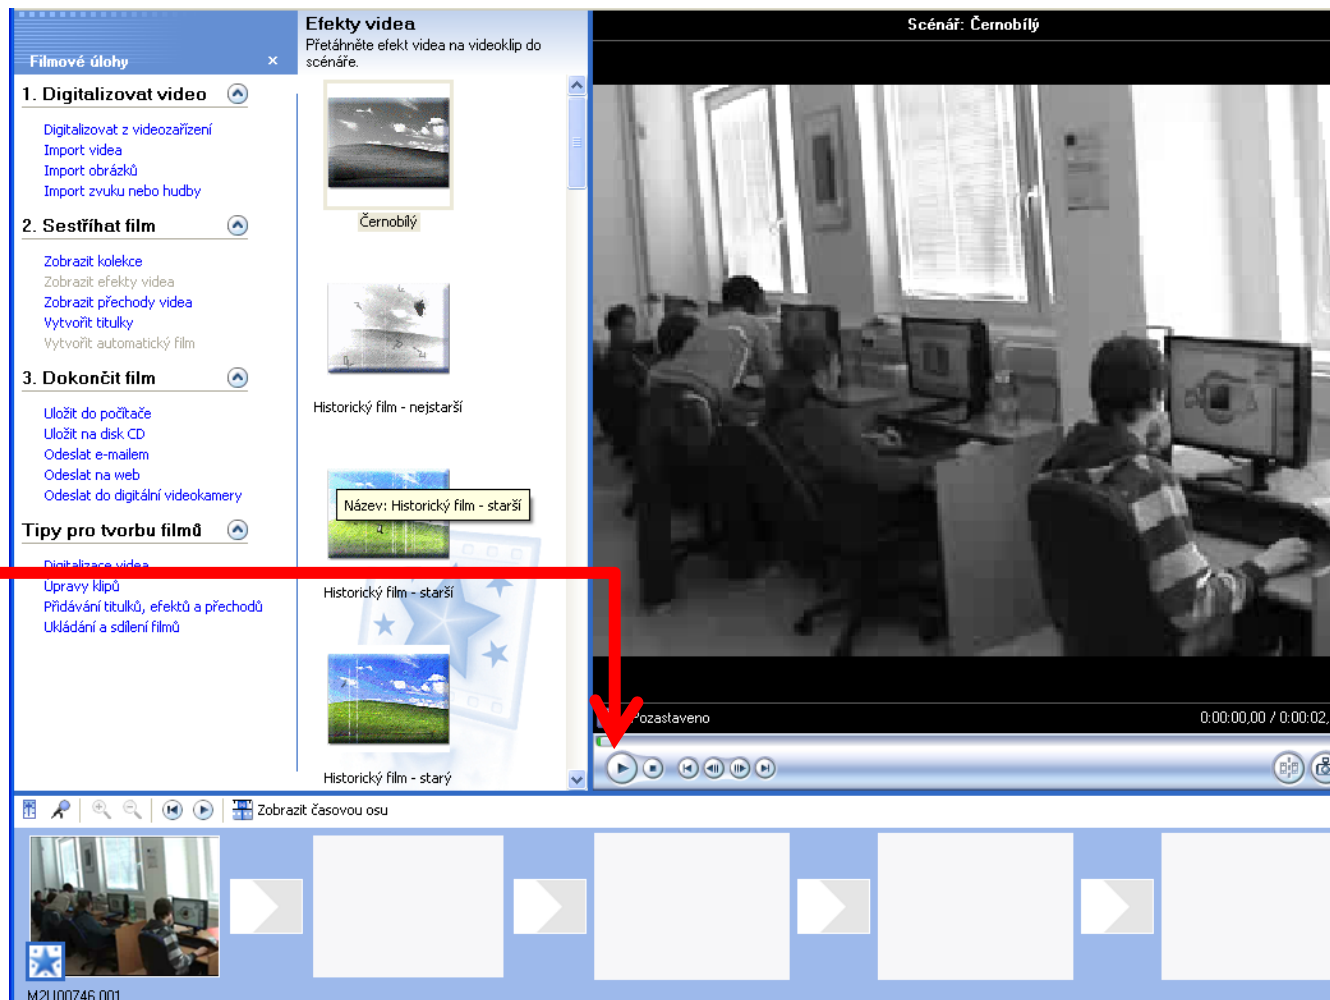 Filmové úlohy
1. Digitalizovat video
Digitalizovat z videozařízení
Import videa
Import obrázků
Import zvuku nebo hudby
2. Sestříhat film
Zobrazit kolekce
Zobrazit efekty videa
Zobrazit přechody videa
Vytvořit titulky
Vytvořit automatický film
3. Dokončit film
Uložit do počítače
Uložit na disk CD
Odeslat e-mailem
Odeslat na web
Odeslat do digitální videokamery
Tipy pro tvorbu filmů
Digitalizace videa
Úpravy klipů
Přidávání titulků, efektů a přechodů
Ukládání a sdílení filmů
Efekty videa
Přetáhněte efekt videa na videoklip do
scénáře.
Černobílý
Historický film - nejstarší
Název: Historický film - starší
Historický film - starší
Historický film - starý
Scénář: Černobílý
Pozastaveno
0:00:00,00 / 0:00:02,
Zobrazit časovou osu
M2U00746 001